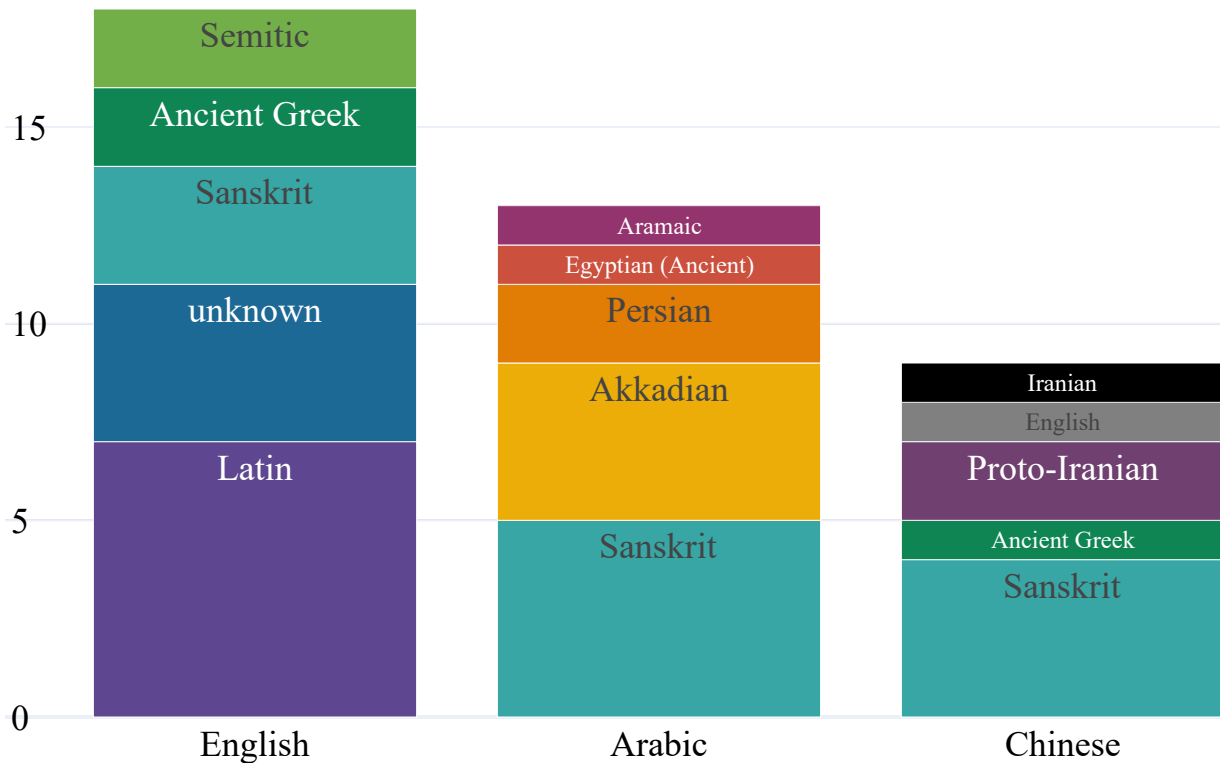 Semitic
Ancient Greek
15
Sanskrit
unknown
10
Latin
5
0
English
Aramaic
Egyptian (Ancient)
Persian
Akkadian
Sanskrit
Arabic
Iranian
English
Proto-Iranian
Ancient Greek
Sanskrit
Chinese